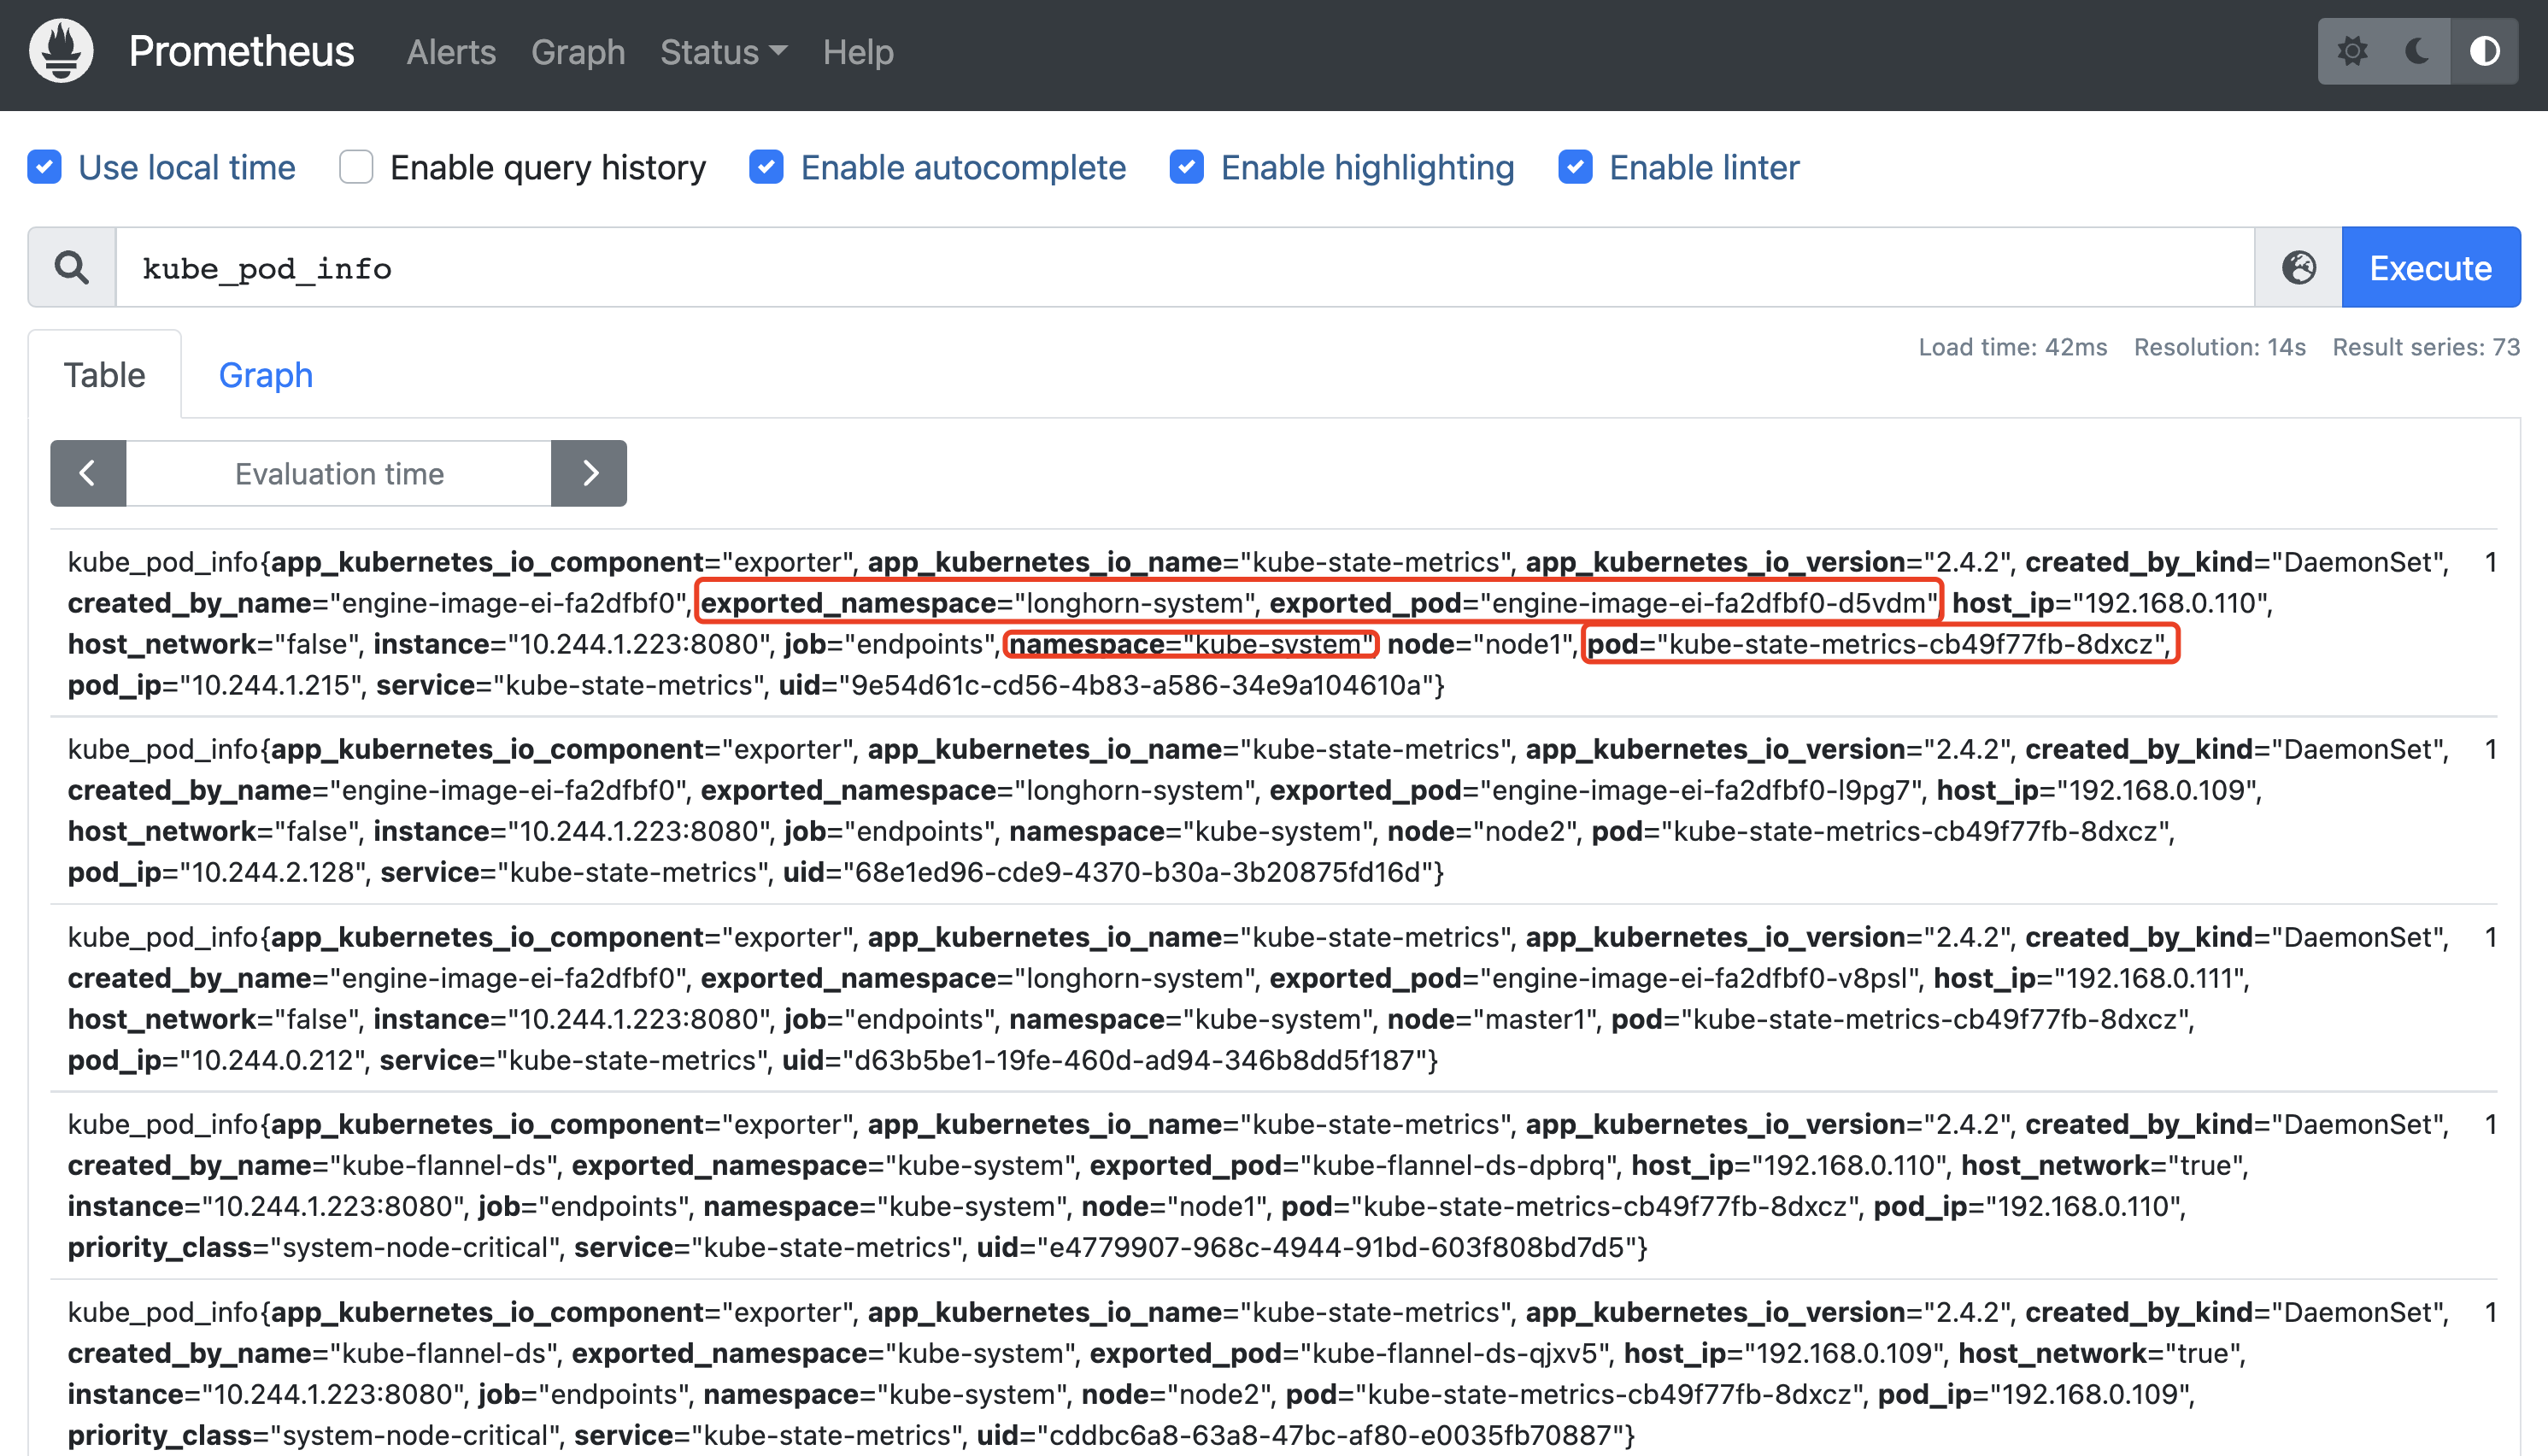 Prometheus Alerts Graph Status Help
Use local time Enable query history Enable autocomplete Enable highlighting Enable linter
kube_pod_info Execute
Load time: 42ms Resolution: 14s Result series: 73
Table Graph
Evaluation time
kube_pod_info{app_kubernetes_io_component="exporter", app_kubernetes_io_name="kube-state-metrics", app_kubernetes_io_version="2.4.2", created_by_kind="DaemonSet", 1
created_by_name="engine-image-ei-fa2dfbf0", exported_namespace="longhorn-system", exported_pod="engine-image-ei-fa2dfbf0-d5vdm", host_ip="192.168.0.110",
host_network="false", instance="10.244.1.223:8080", job="endpoints", namespace="kube-system", node="node1", pod="kube-state-metrics-cb49f77fb-8dxcz",
pod_ip="10.244.1.215", service="kube-state-metrics", uid="9e54d61c-cd56-4b83-a586-34e9a104610a"}
kube_pod_info{app_kubernetes_io_component="exporter", app_kubernetes_io_name="kube-state-metrics", app_kubernetes_io_version="2.4.2", created_by_kind="DaemonSet", 1
created_by_name="engine-image-ei-fa2dfbf0", exported_namespace="longhorn-system", exported_pod="engine-image-ei-fa2dfbf0-l9pg7", host_ip="192.168.0.109",
host_network="false", instance="10.244.1.223:8080", job="endpoints", namespace="kube-system", node="node2", pod="kube-state-metrics-cb49f77fb-8dxcz",
pod_ip="10.244.2.128", service="kube-state-metrics", uid="68e1ed96-cde9-4370-b30a-3b20875fd16d"}
kube_pod_info{app_kubernetes_io_component="exporter", app_kubernetes_io_name="kube-state-metrics", app_kubernetes_io_version="2.4.2", created_by_kind="DaemonSet", 1
created_by_name="engine-image-ei-fa2dfbf0", exported_namespace="longhorn-system", exported_pod="engine-image-ei-fa2dfbf0-v8psl", host_ip="192.168.0.111",
host_network="false", instance="10.244.1.223:8080", job="endpoints", namespace="kube-system", node="master1", pod="kube-state-metrics-cb49f77fb-8dxcz",
pod_ip="10.244.0.212", service="kube-state-metrics", uid="d63b5be1-19fe-460d-ad94-346b8dd5f187"}
kube_pod_info{app_kubernetes_io_component="exporter", app_kubernetes_io_name="kube-state-metrics", app_kubernetes_io_version="2.4.2", created_by_kind="DaemonSet", 1
created_by_name="kube-flannel-ds", exported_namespace="kube-system", exported_pod="kube-flannel-ds-dpbrq", host_ip="192.168.0.110", host_network="true",
instance="10.244.1.223:8080", job="endpoints", namespace="kube-system", node="node1", pod="kube-state-metrics-cb49f77fb-8dxcz", pod_ip="192.168.0.110",
priority_class="system-node-critical", service="kube-state-metrics", uid="e4779907-968c-4944-91bd-603f808bd7d5"}
kube_pod_info{app_kubernetes_io_component="exporter", app_kubernetes_io_name="kube-state-metrics", app_kubernetes_io_version="2.4.2", created_by_kind="DaemonSet", 1
created_by_name="kube-flannel-ds", exported_namespace="kube-system", exported_pod="kube-flannel-ds-qjxv5", host_ip="192.168.0.109", host_network="true",
instance="10.244.1.223:8080", job="endpoints", namespace="kube-system", node="node2", pod="kube-state-metrics-cb49f77fb-8dxcz", pod_ip="192.168.0.109",
priority_class="system-node-critical", service="kube-state-metrics", uid="cddbc6a8-63a8-47bc-af80-e0035fb70887"}